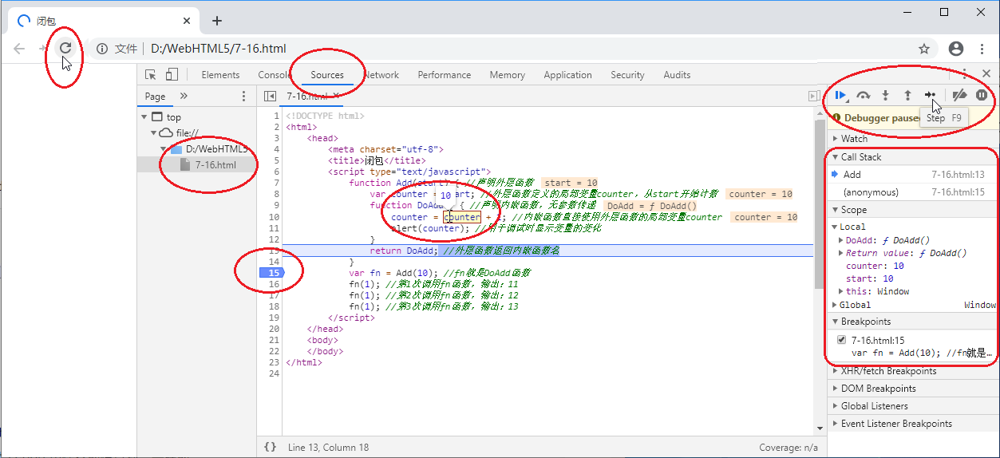 闭包
文件 D:/WebHTML5/7-16.html
Elements Console Sources Network Performance Memory Application Security Audits
Page
7-16.html
top
file://
D:/WebHTML5
7-16.html
1 <!DOCTYPE html>
2 <html>
3 <head>
4 <meta charset="utf-8">
5 <title>闭包</title>
6 <script type="text/javascript">
7 function Add(start) { //声明外层函数 start = 10
8 var counter = start; //外层函数定义的局部变量counter，从start开始计数 counter = 10
10
9 function DoAdd { //声明内嵌函数，无参数传递 DoAdd = ƒ DoAdd()
10 counter = counter + 1; //内嵌函数直接使用外层函数的局部变量counter counter = 10
11 alert(counter); //用于调试时显示变量的变化
12 }
13 return DoAdd; //外层函数返回内嵌函数名
14 }
15 var fn = Add(10); //fn就是DoAdd函数
16 fn(1); //第1次调用fn函数，输出：11
17 fn(1); //第2次调用fn函数，输出：12
18 fn(1); //第3次调用fn函数，输出：13
19 </script>
20 </head>
21 <body>
22 </body>
23 </html>
24
{} Line 13, Column 18
Coverage: n/a
Debugger pause
Step F9
Watch
Call Stack
Add 7-16.html:13
(anonymous) 7-16.html:15
Scope
Local
DoAdd: ƒ DoAdd()
Return value: ƒ DoAdd()
counter: 10
start: 10
this: Window
Global Window
Breakpoints
7-16.html:15
var fn = Add(10); //fn就是…
XHR/fetch Breakpoints
DOM Breakpoints
Global Listeners
Event Listener Breakpoints